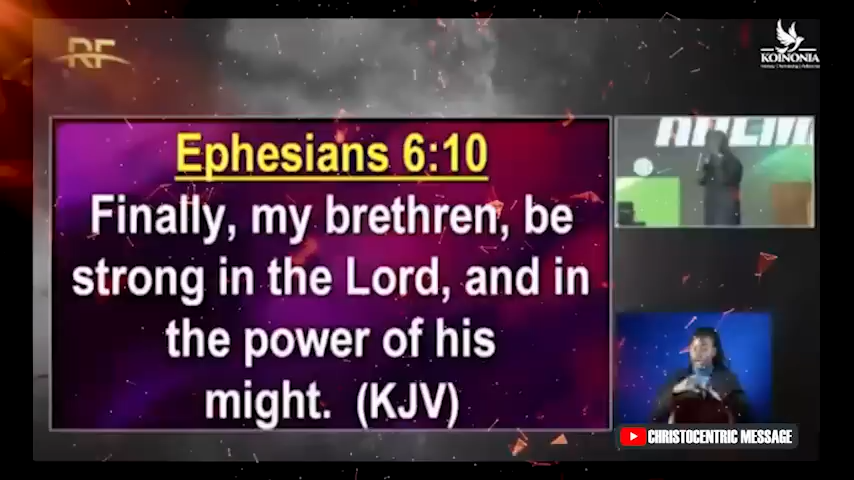 RF
KOINONIA
Ephesians 6:10
Finally, my brethren, be
strong in the Lord, and in
the power of his
might. (KJV)
CHRISTOCENTRIC MESSAGE